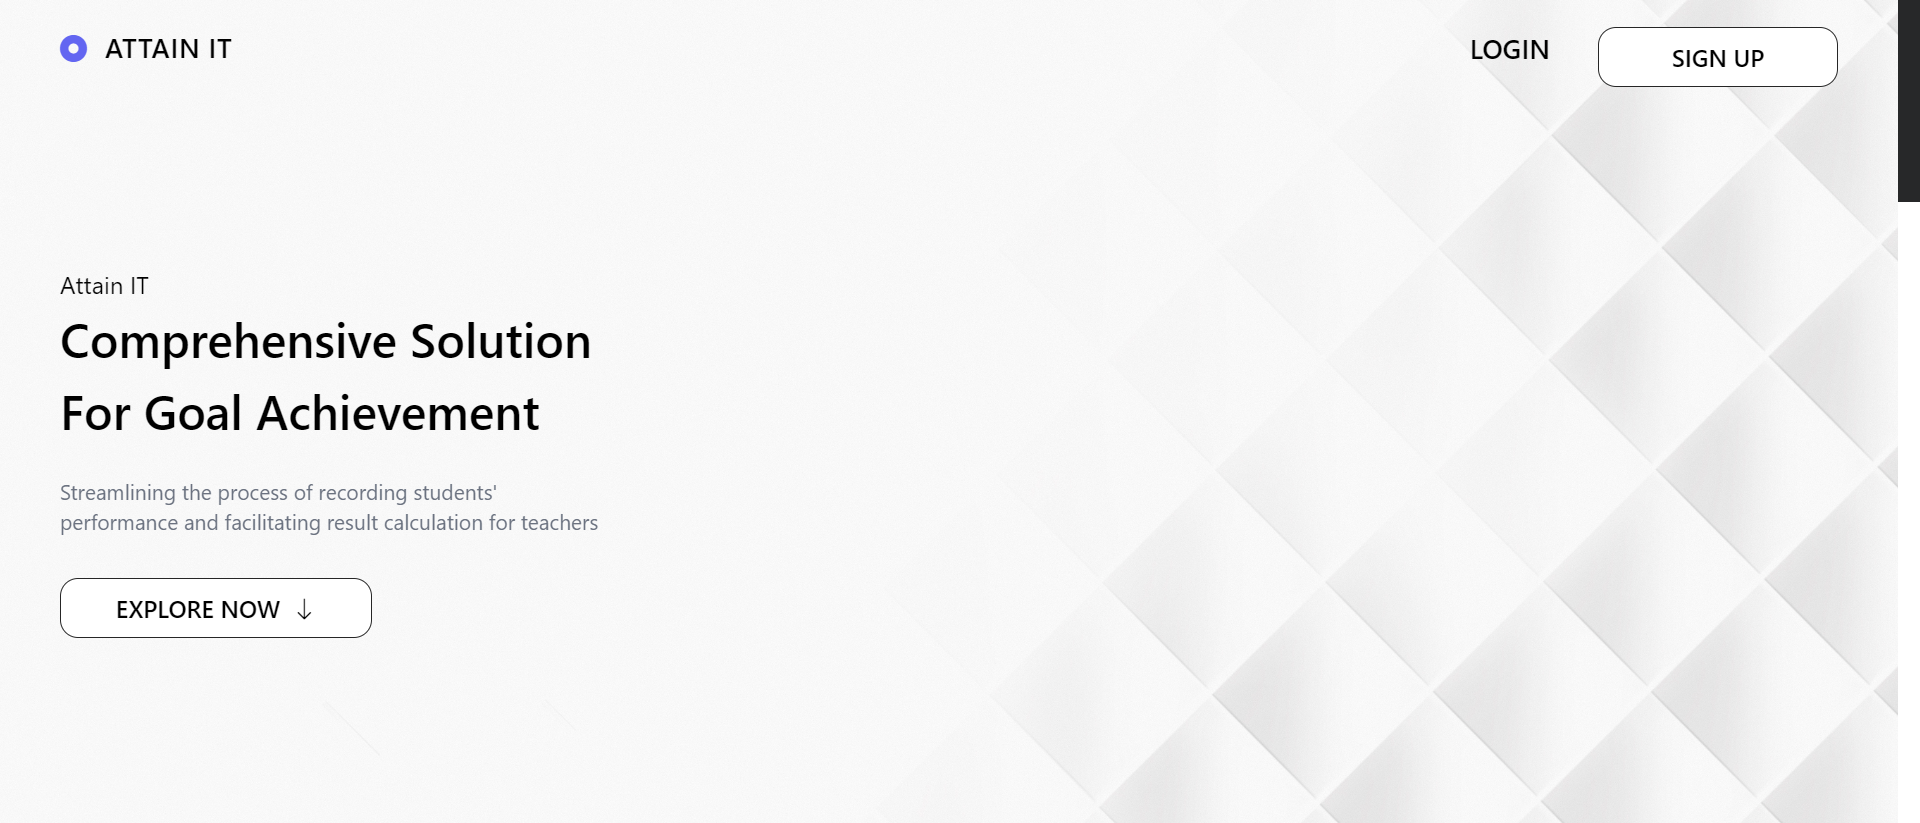 ATTAIN IT
LOGIN
SIGN UP
Attain IT
Comprehensive Solution
For Goal Achievement
Streamlining the process of recording students'
performance and facilitating result calculation for teachers
EXPLORE NOW ↓